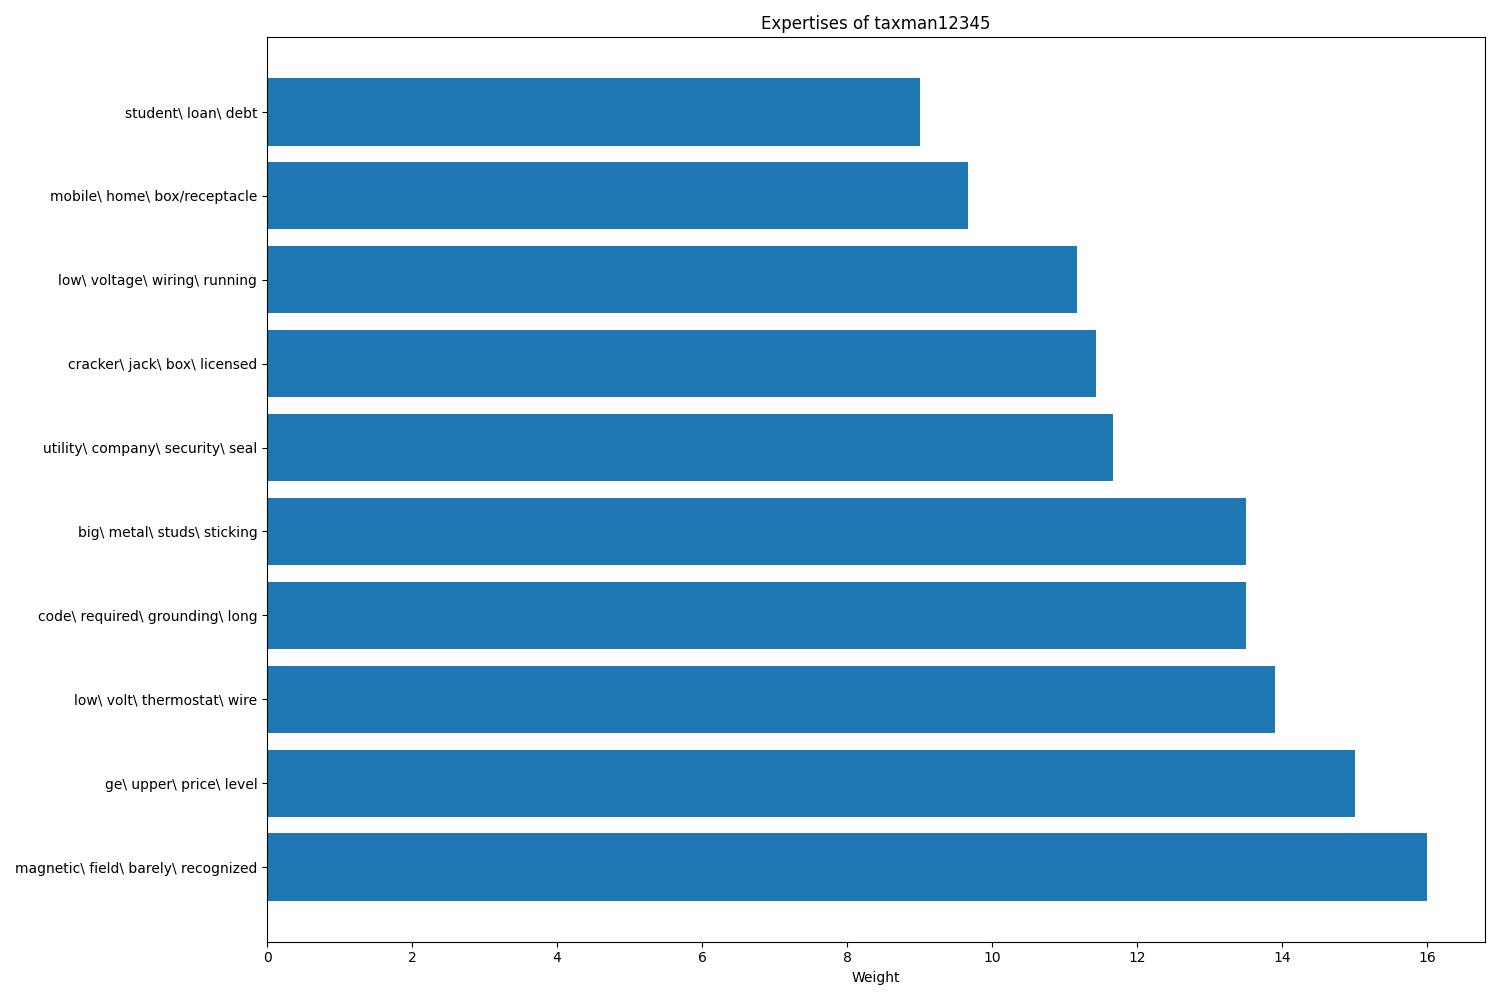 Expertises of taxman12345
student\ loan\ debt
mobile\ home\ box/receptacle
low\ voltage\ wiring\ running
cracker\ jack\ box\ licensed
utility\ company\ security\ seal
big\ metal\ studs\ sticking
code\ required\ grounding\ long
low\ volt\ thermostat\ wire
ge\ upper\ price\ level
magnetic\ field\ barely\ recognized
0 2 4 6 8 10 12 14 16
Weight